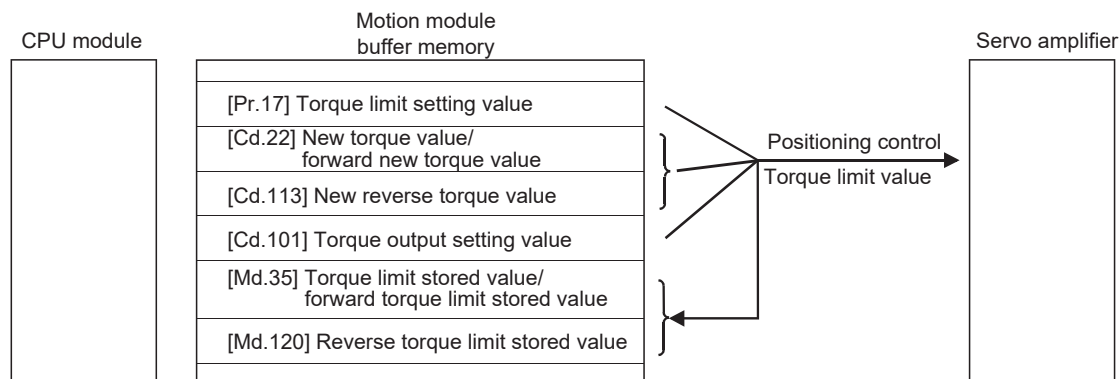 Motion module
buffer memory
CPU module
Servo amplifier
[Pr.17] Torque limit setting value
[Cd.22] New torque value/
forward new torque value
[Cd.113] New reverse torque value
[Cd.101] Torque output setting value
[Md.35] Torque limit stored value/
forward torque limit stored value
[Md.120] Reverse torque limit stored value
Positioning control
Torque limit value